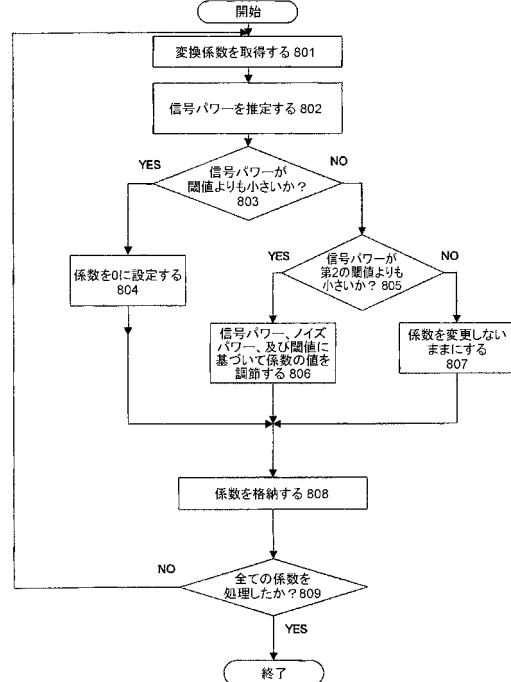 開始
変換係数を取得する 801
信号パワーを推定する 802
YES
信号パワーが
閾値よりも小さいか?
803
NO
係数を0に設定する
804
YES
信号パワーが
第2の閾値よりも
小さいか? 805
NO
信号パワー、ノイズ
パワー、及び閾値に
基づいて係数の値を
調節する 806
係数を変更しない
ままにする
807
係数を格納する 808
NO
全ての係数を
処理したか?809
YES
終了